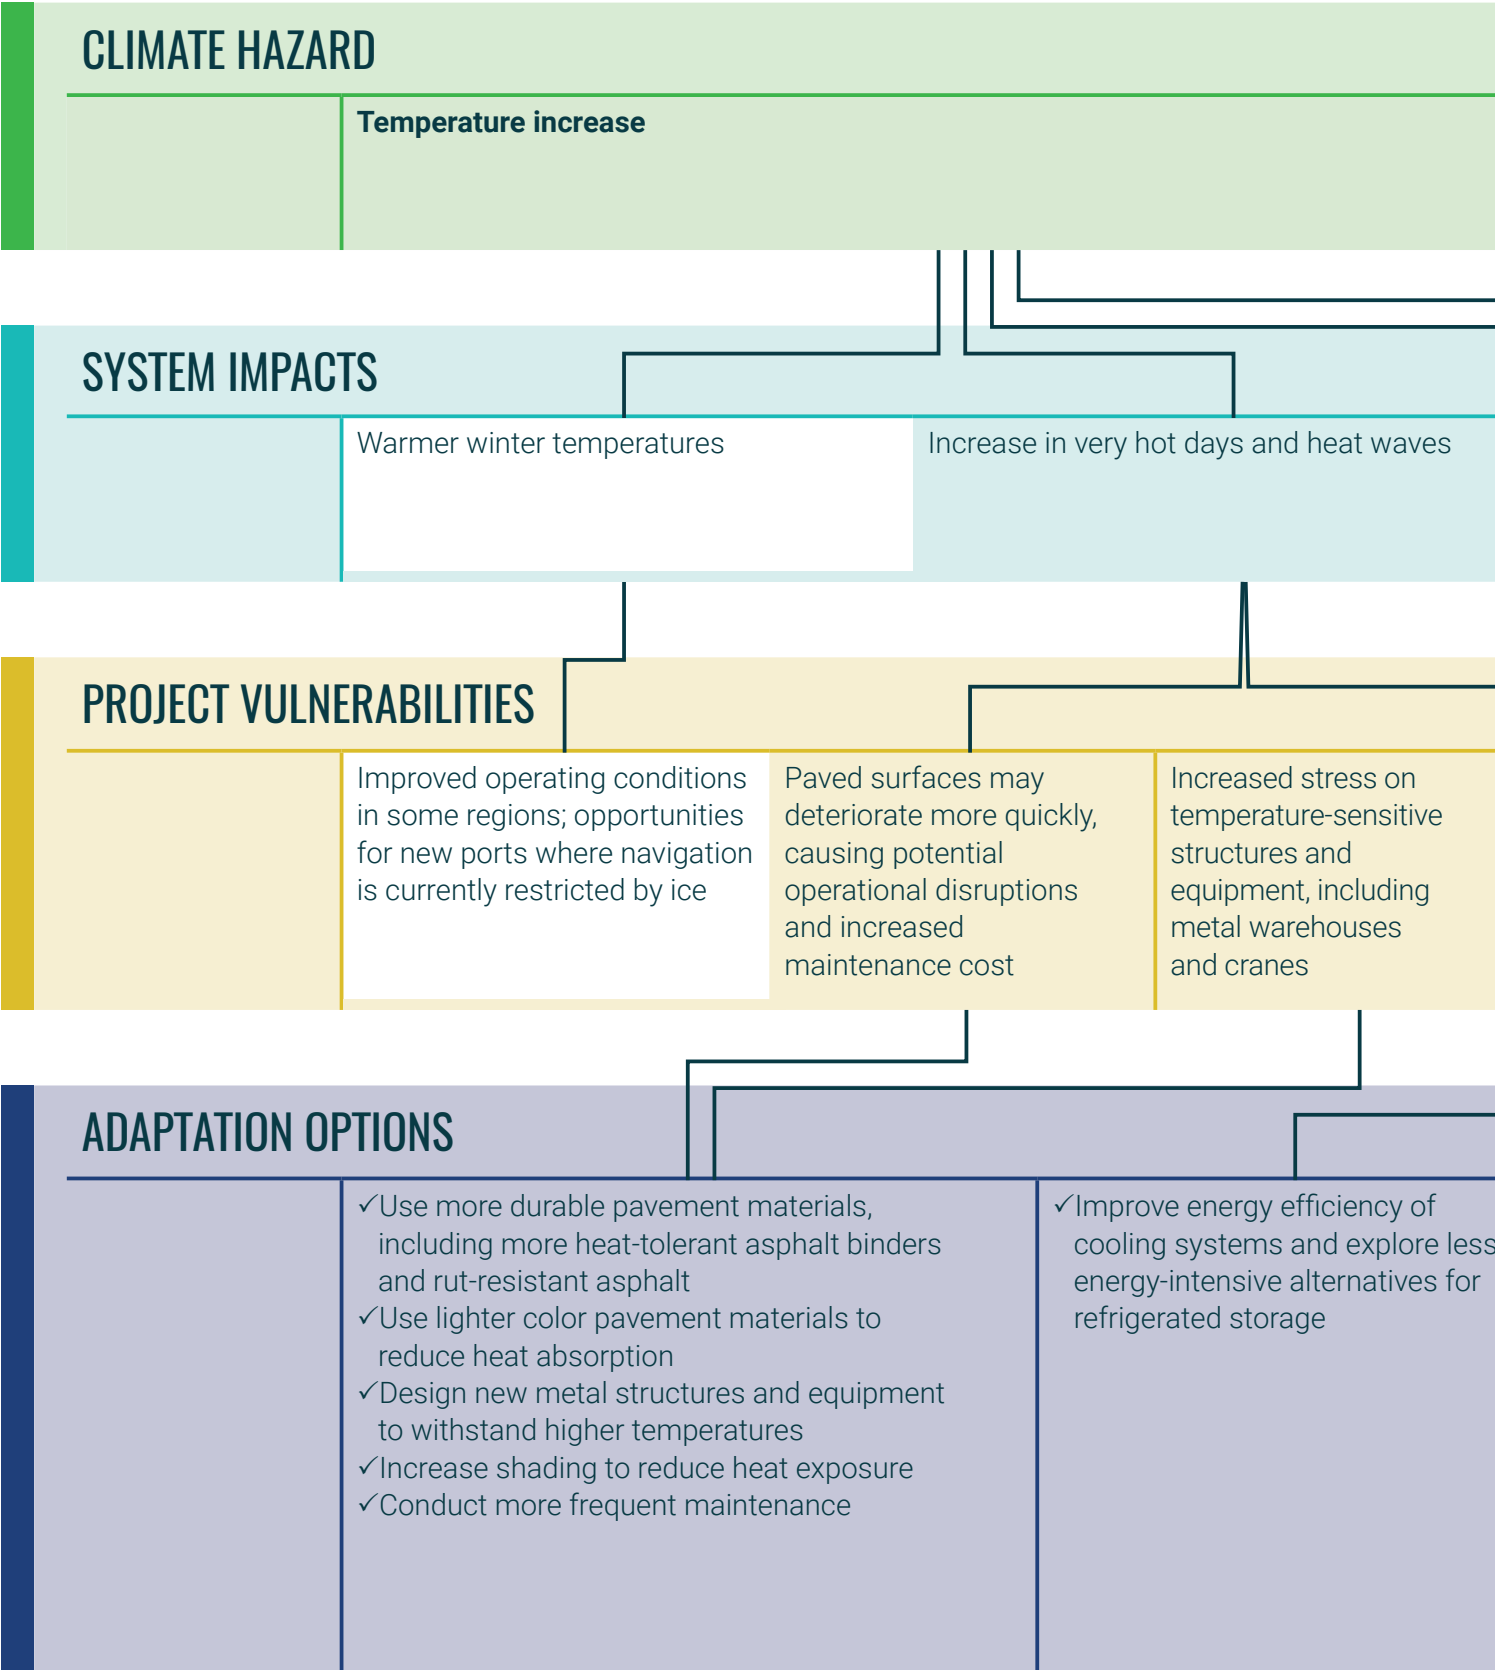 CLIMATE HAZARD
Temperature increase
SYSTEM IMPACTS
Warmer winter temperatures
Increase in very hot days and heat waves
PROJECT VULNERABILITIES
Improved operating conditions
in some regions; opportunities
for new ports where navigation
is currently restricted by ice
Paved surfaces may
deteriorate more quickly,
causing potential
operational disruptions
and increased
maintenance cost
Increased stress on
temperature-sensitive
structures and
equipment, including
metal warehouses
and cranes
ADAPTATION OPTIONS
✓Use more durable pavement materials,
including more heat-tolerant asphalt binders
and rut-resistant asphalt
✓Use lighter color pavement materials to
reduce heat absorption
✓Design new metal structures and equipment
to withstand higher temperatures
✓Increase shading to reduce heat exposure
✓Conduct more frequent maintenance
✓Improve energy efficiency of
cooling systems and explore less
energy-intensive alternatives for
refrigerated storage